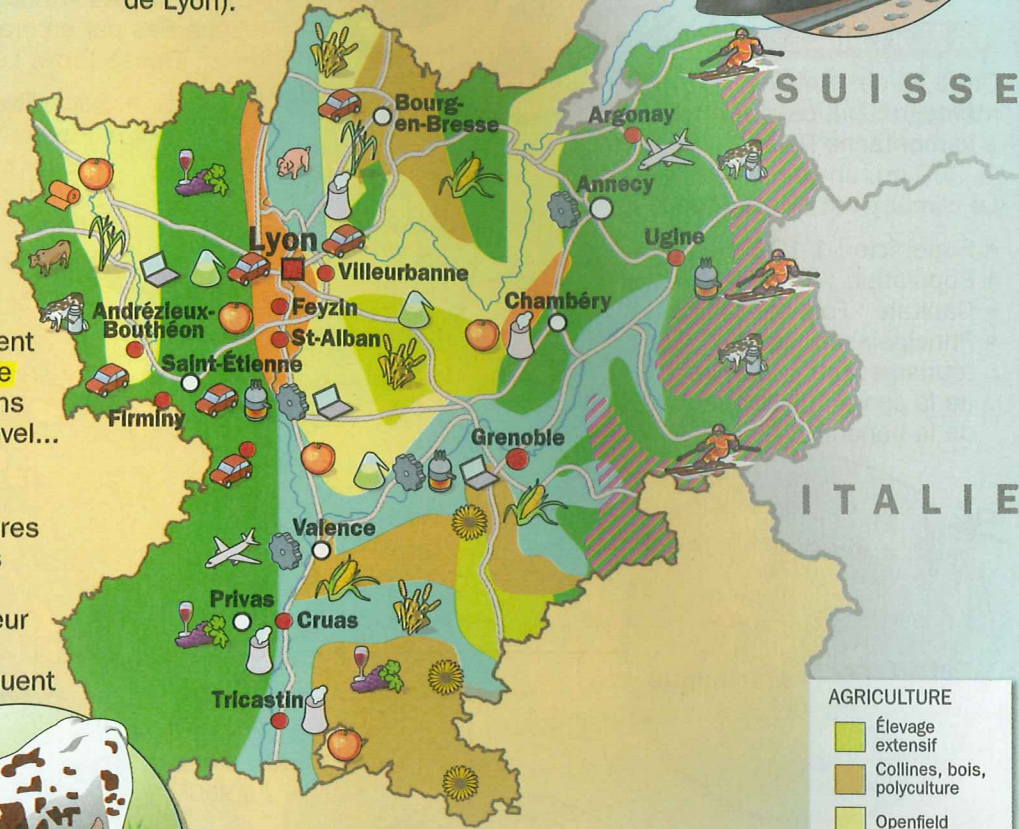 de Lyon).
SUISSE
Bourg-
en-Bresse
Argonay
Annecy
Ugine
Lyon
Villeurbanne
Feyzin
St-Alban
Chambéry
Andrézieux-
Bouthéon
Saint-Étienne
Firminy
Grenoble
ITALIE
Valence
Privas
Cruas
Tricastin
ent
e
ns
vel...
res
s
eur
uent
AGRICULTURE
Élevage
extensif
Collines, bois,
polyculture
Openfield